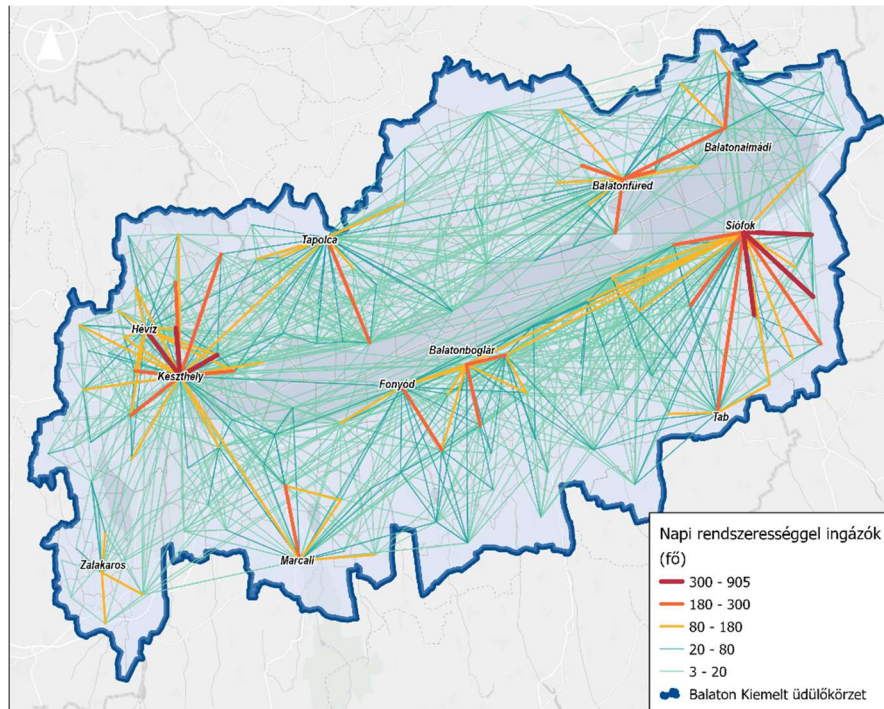 Balatonalmádi
Balatonfüred
Siófok
Tapolca
Hévíz
Balatonboglár
Keszthely
Fonyód
Tab
Zalakaros
Marcali
Napi rendszerességgel ingázók
(fő)
300 - 905
180 - 300
80 - 180
20 - 80
3 - 20
Balaton Kiemelt üdülőkörzet